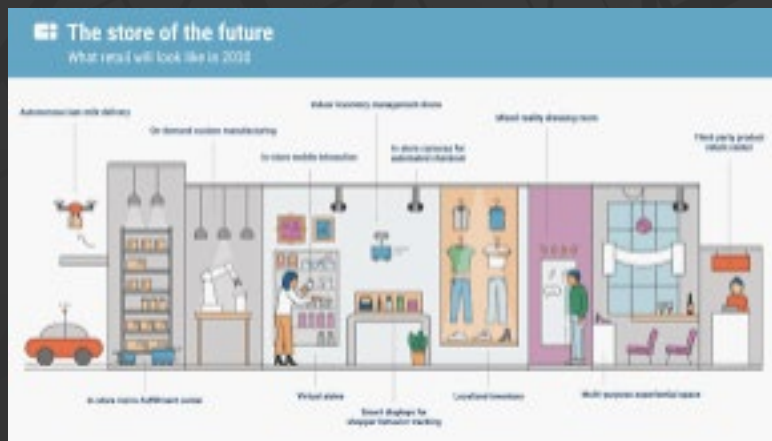 The store of the future
What retail will look like in 2030
Autonomous last-mile delivery
On-demand custom manufacturing
In-store mobile interaction
Indoor inventory management drone
In-store cameras for
automated checkout
Mixed reality dressing room
Third party product
return center
In-store micro-fulfillment center
Virtual aisles
Smart displays for
shopper behavior tracking
Localized inventory
Multi-purpose experiential space